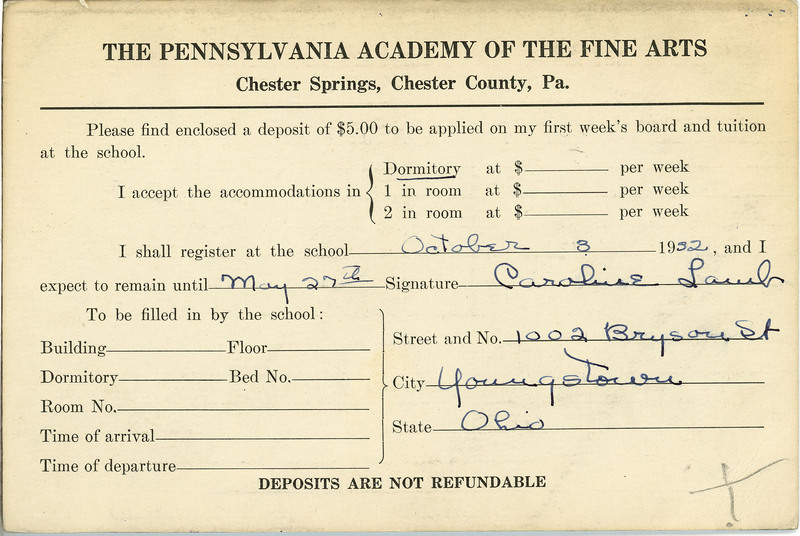 THE PENNSYLVANIA ACADEMY OF THE FINE ARTS
Chester Springs, Chester County, Pa.
Please find enclosed a deposit of $5.00 to be applied on my first week's board and tuition
at the school.
I accept the accommodations in
Dormitory at $ per week
1 in room at $ per week
2 in room at $ per week
I shall register at the school October 3 1932, and I
expect to remain until May 27th Signature Caroline Lamb
To be filled in by the school:
Building Floor
Dormitory Bed No.
Room No.
Time of arrival
Time of departure
Street and No. 1002 Bryson St
City Youngstown
State Ohio
DEPOSITS ARE NOT REFUNDABLE